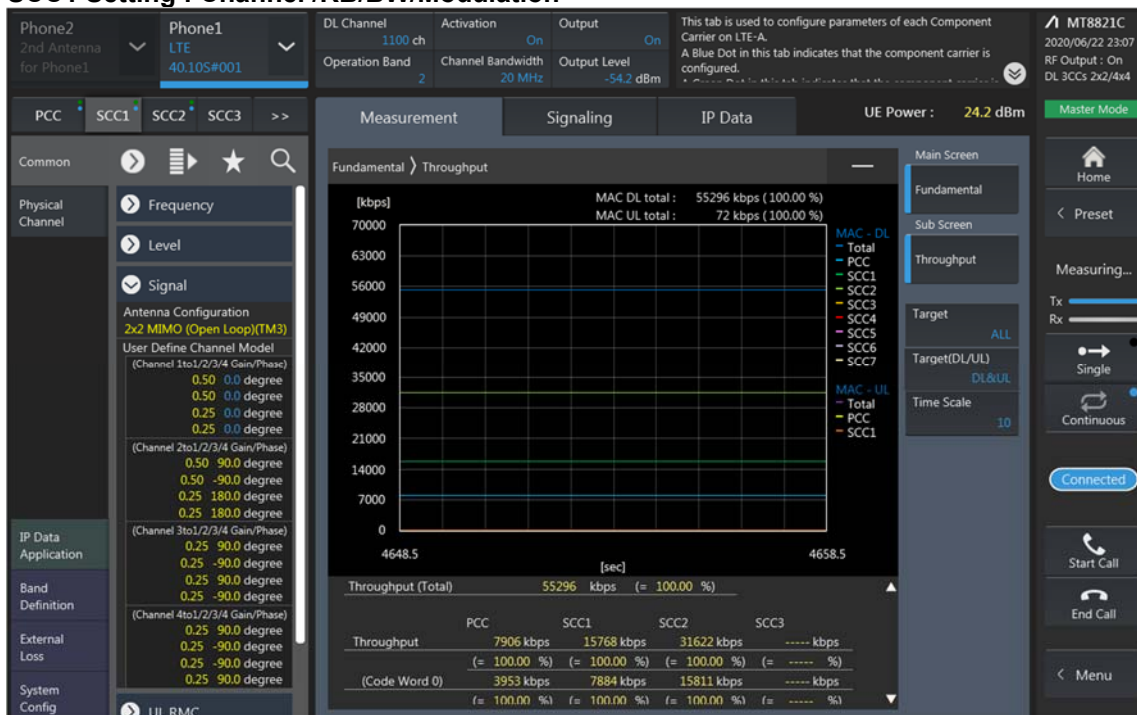 SCC1 Setting : Channel /RB/BW/Modulation
Phone2
2nd Antenna
for Phone1
Phone1
LTE
40.10S#001
DL Channel
1100 ch
Operation Band
2
Activation
On
Channel Bandwidth
20 MHz
Output
On
Output Level
-54.2 dBm
This tab is used to configure parameters of each Component
Carrier on LTE-A.
A Blue Dot in this tab indicates that the component carrier is
configured.
MT8821C
2020/06/22 23:07
RF Output : On
DL 3CCs 2x2/4x4
Master Mode
PCC SCC1 SCC2 SCC3 >>
Measurement Signaling IP Data
UE Power : 24.2 dBm
Common
Physical
Channel
IP Data
Application
Band
Definition
External
Loss
System
Config
Frequency
Level
Signal
Antenna Configuration
2x2 MIMO (Open Loop)(TM3)
User Define Channel Model
(Channel 1to1/2/3/4 Gain/Phase)
0.50 0.0 degree
0.50 0.0 degree
0.25 0.0 degree
0.25 0.0 degree
(Channel 2to1/2/3/4 Gain/Phase)
0.50 90.0 degree
0.50 -90.0 degree
0.25 180.0 degree
0.25 180.0 degree
(Channel 3to1/2/3/4 Gain/Phase)
0.25 90.0 degree
0.25 -90.0 degree
0.25 90.0 degree
0.25 -90.0 degree
(Channel 4to1/2/3/4 Gain/Phase)
0.25 90.0 degree
0.25 -90.0 degree
0.25 -90.0 degree
0.25 90.0 degree
UL RMC
Fundamental 〉 Throughput
[kbps]
MAC DL total : 55296 kbps ( 100.00 %)
MAC UL total : 72 kbps ( 100.00 %)
70000
63000
56000
49000
42000
35000
28000
21000
14000
7000
0
4648.5 4658.5
[sec]
MAC - DL
Total
PCC
SCC1
SCC2
SCC3
SCC4
SCC5
SCC6
SCC7
MAC - UL
Total
PCC
SCC1
Throughput (Total) 55296 kbps (= 100.00 %)
PCC SCC1 SCC2 SCC3
Throughput 7906 kbps 15768 kbps 31622 kbps ----- kbps
(= 100.00 %) (= 100.00 %) (= 100.00 %) (= ----- %)
(Code Word 0) 3953 kbps 7884 kbps 15811 kbps ----- kbps
(= 100.00 %) (= 100.00 %) (= 100.00 %) (= ----- %)
Main Screen
Fundamental
Sub Screen
Throughput
Target
ALL
Target(DL/UL)
DL&UL
Time Scale
10
Home
< Preset
Measuring...
Tx
Rx
Single
Continuous
Connected
Start Call
End Call
< Menu